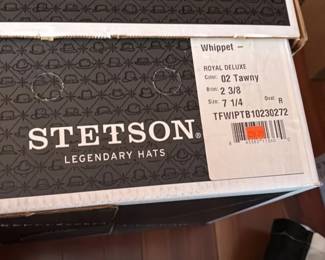 Whippet –
ROYAL DELUXE
Color: 02 Tawny
Brim: 2 3/8
Size: 7 1/4 Oval: R
TFWIPTB10230272
STETSON®
LEGENDARY HATS